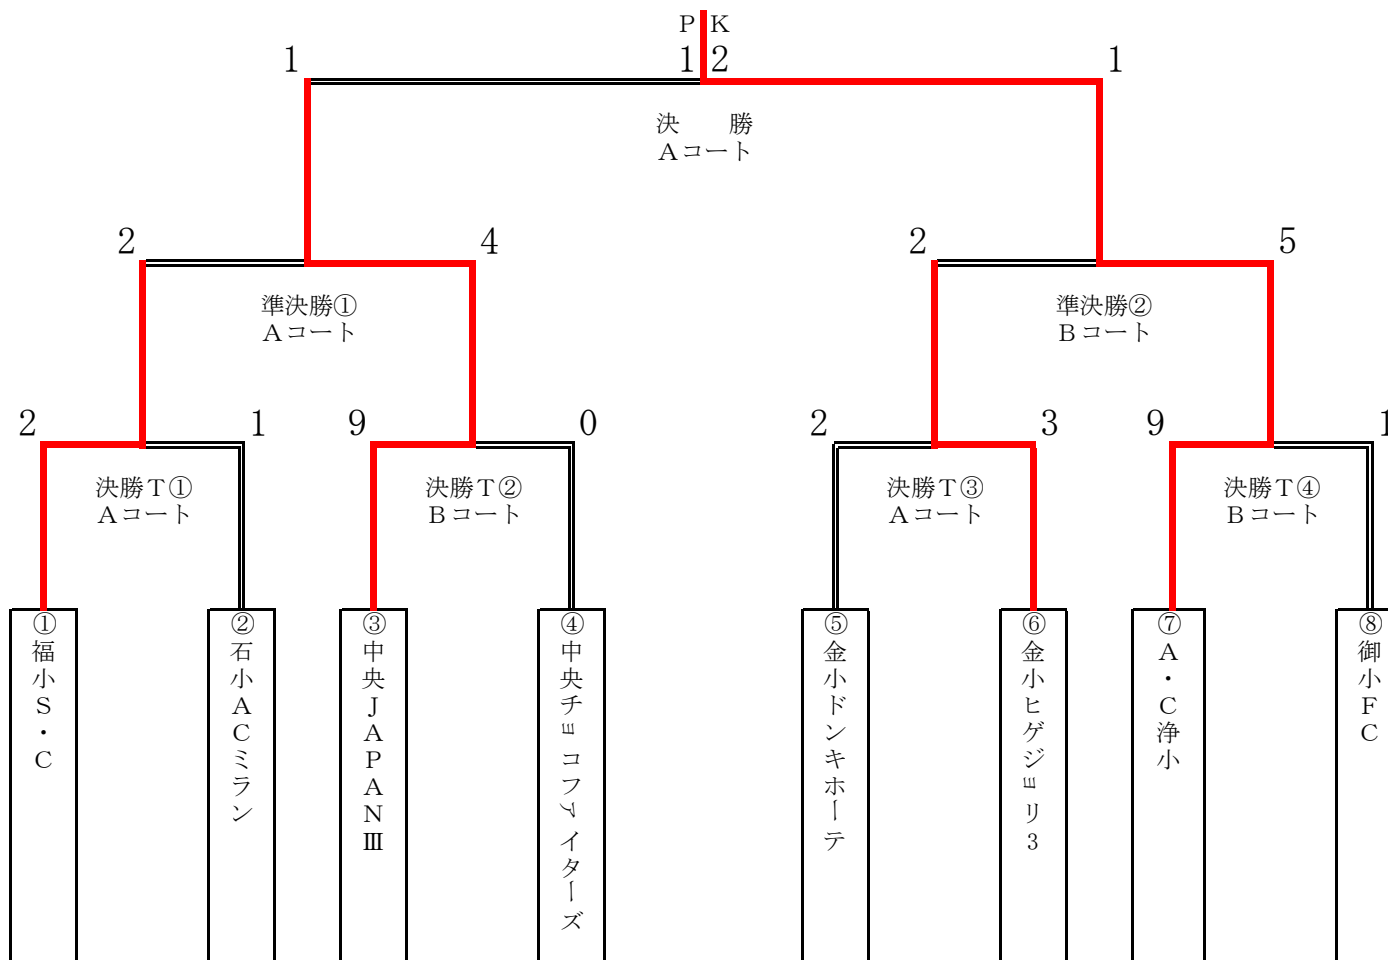 ＰＫ
1
1 2
1
決　勝
Ａコート
2
4
2
5
準決勝①
Ａコート
準決勝②
Ｂコート
2
1
9
0
2
3
9
1
決勝Ｔ①
Ａコート
決勝Ｔ②
Ｂコート
決勝Ｔ③
Ａコート
決勝Ｔ④
Ｂコート
①福小Ｓ・Ｃ
②石小ＡＣミラン
③中央ＪＡＰＡＮⅢ
④中央チョコファイターズ
⑤金小ドンキホーテ
⑥金小ヒゲジョリ3
⑦Ａ・Ｃ浄小
⑧御小ＦＣ